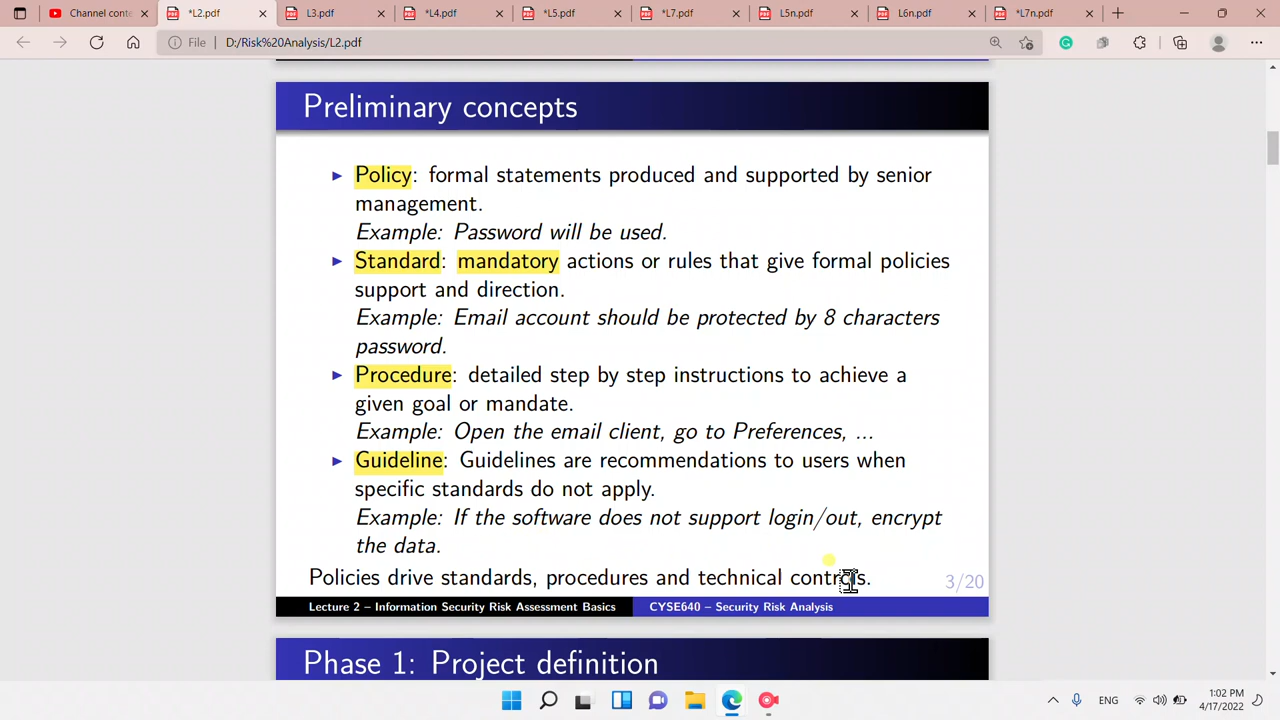 Channel conte
*L2.pdf
L3.pdf
*L4.pdf
*L5.pdf
*L7.pdf
L5n.pdf
L6n.pdf
*L7n.pdf
File
D:/Risk%20Analysis/L2.pdf
Preliminary concepts
Policy: formal statements produced and supported by senior
management.
Example: Password will be used.
Standard: mandatory actions or rules that give formal policies
support and direction.
Example: Email account should be protected by 8 characters
password.
Procedure: detailed step by step instructions to achieve a
given goal or mandate.
Example: Open the email client, go to Preferences, ...
Guideline: Guidelines are recommendations to users when
specific standards do not apply.
Example: If the software does not support login/out, encrypt
the data.
Policies drive standards, procedures and technical controls.
3/20
Lecture 2 – Information Security Risk Assessment Basics
CYSE640 – Security Risk Analysis
Phase 1: Project definition
ENG
1:02 PM
4/17/2022